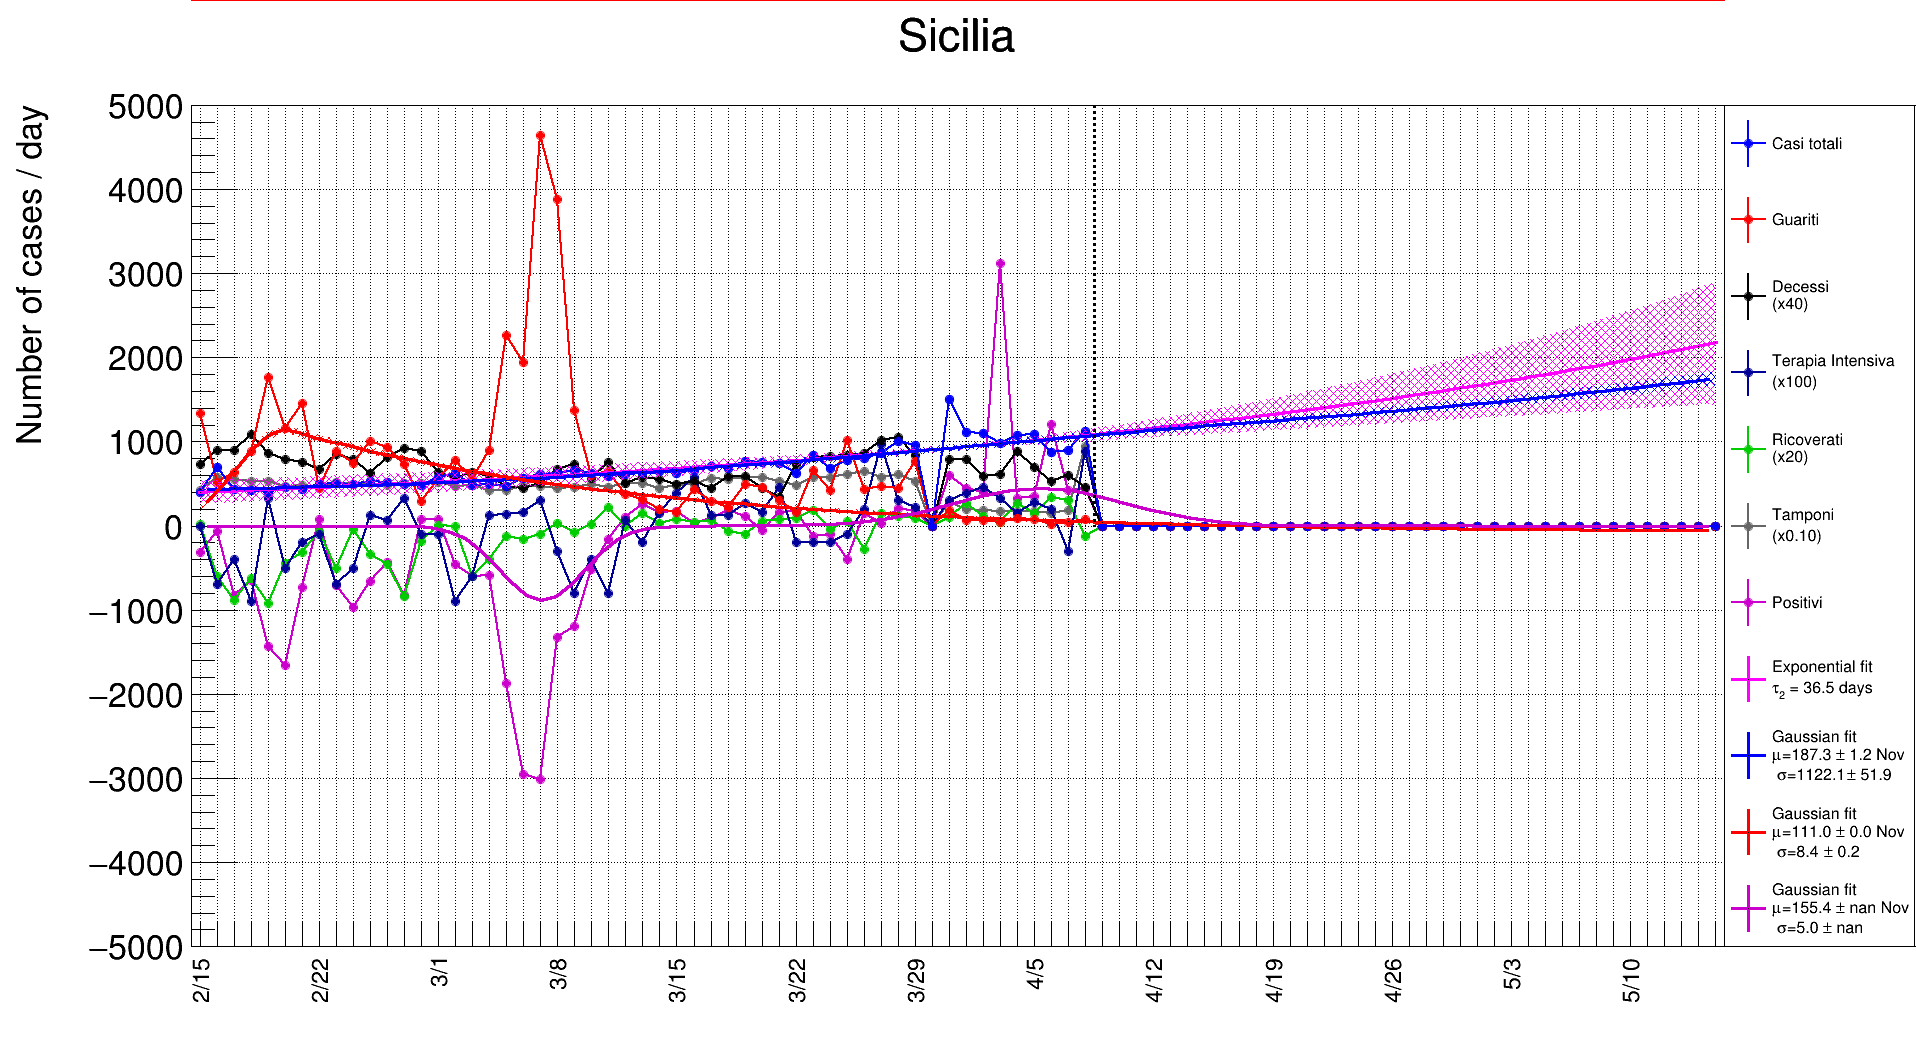 Sicilia
Number of cases / day
5000
4000
3000
2000
1000
0
−1000
−2000
−3000
−4000
−5000
2/15
2/22
3/1
3/8
3/15
3/22
3/29
4/5
4/12
4/19
4/26
5/3
5/10
Casi totali
Guariti
Decessi
(x40)
Terapia Intensiva
(x100)
Ricoverati
(x20)
Tamponi
(x0.10)
Positivi
Exponential fit
τ2 = 36.5 days
Gaussian fit
μ=187.3 ± 1.2 Nov
σ=1122.1 ± 51.9
Gaussian fit
μ=111.0 ± 0.0 Nov
σ=8.4 ± 0.2
Gaussian fit
μ=155.4 ± nan Nov
σ=5.0 ± nan